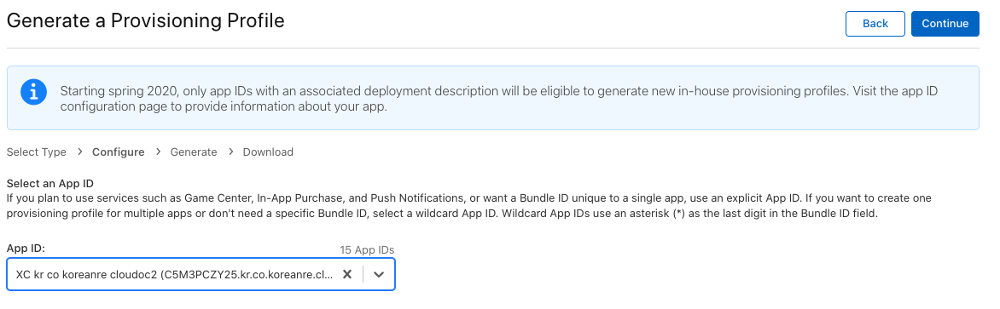 Generate a Provisioning Profile
Back
Continue
Starting spring 2020, only app IDs with an associated deployment description will be eligible to generate new in-house provisioning profiles. Visit the app ID
configuration page to provide information about your app.
Select Type > Configure > Generate > Download
Select an App ID
If you plan to use services such as Game Center, In-App Purchase, and Push Notifications, or want a Bundle ID unique to a single app, use an explicit App ID. If you want to create one
provisioning profile for multiple apps or don't need a specific Bundle ID, select a wildcard App ID. Wildcard App IDs use an asterisk (*) as the last digit in the Bundle ID field.
App ID:
15 App IDs
XC kr co koreanre cloudoc2 (C5M3PCZY25.kr.co.koreanre.cl...